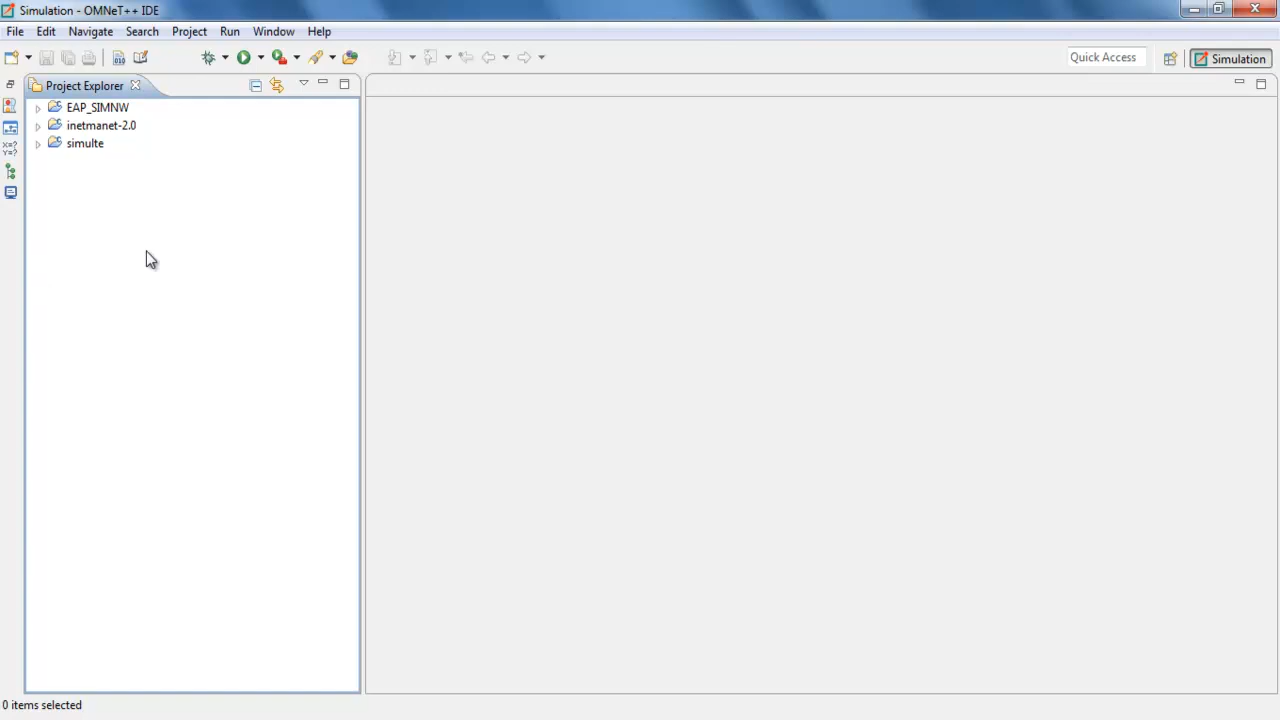 Simulation - OMNeT++ IDE
File Edit Navigate Search Project Run Window Help
010 Quick Access Simulation
Project Explorer
EAP_SIMNW
inetmanet-2.0
X=?
Y=?
simulte
0 items selected